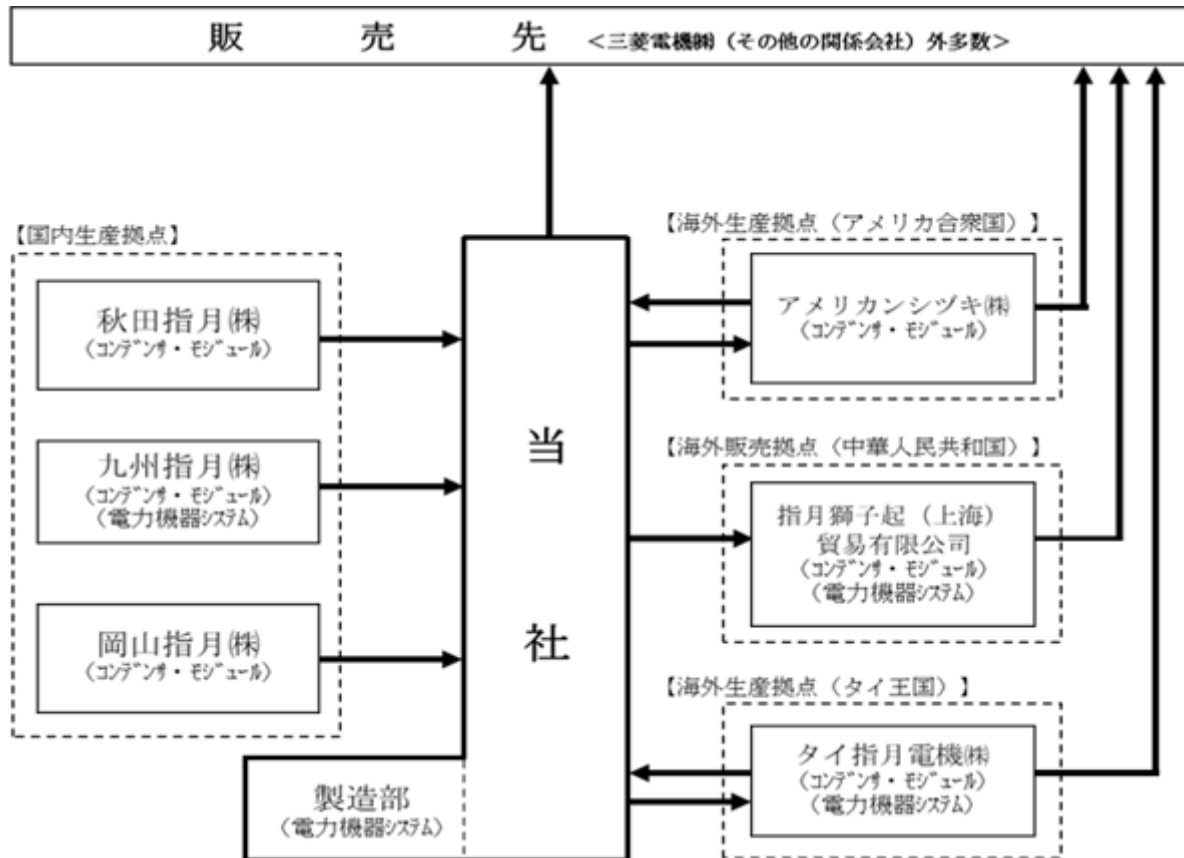 販売先 <三菱電機㈱（その他の関係会社）外多数>
【国内生産拠点】
秋田指月㈱
（コンデンサ・モジュール）
九州指月㈱
（コンデンサ・モジュール）
（電力機器システム）
岡山指月㈱
（コンデンサ・モジュール）
製造部
（電力機器システム）
当社
【海外生産拠点（アメリカ合衆国）】
アメリカンシヅキ㈱
（コンデンサ・モジュール）
【海外販売拠点（中華人民共和国）】
指月獅子起（上海）
貿易有限公司
（コンデンサ・モジュール）
（電力機器システム）
【海外生産拠点（タイ王国）】
タイ指月電機㈱
（コンデンサ・モジュール）
（電力機器システム）